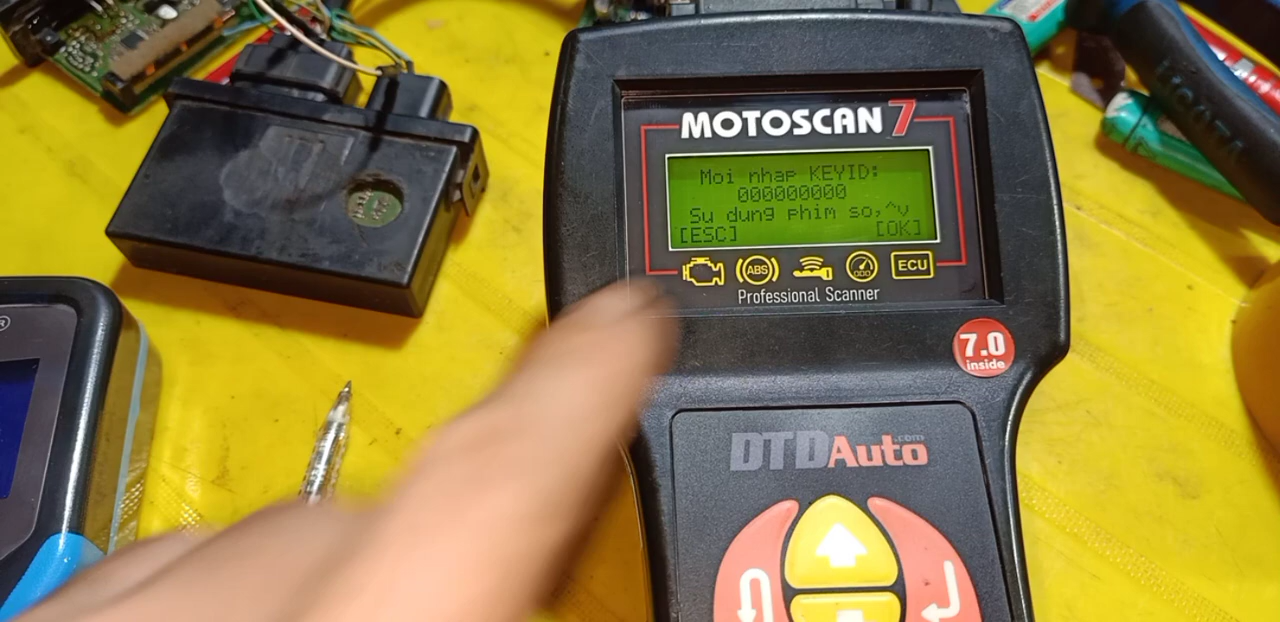 MOTOSCAN 7
Moi nhap KEYID:
000000000
Su dung phim so,^v
[ESC] [OK]
ABS
ECU
Professional Scanner
7.0
inside
DTDAuto.com